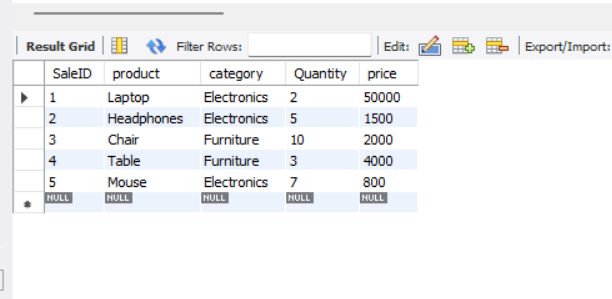 Result Grid Filter Rows: Edit: Export/Import:
SaleID product category Quantity price
1 Laptop Electronics 2 50000
2 Headphones Electronics 5 1500
3 Chair Furniture 10 2000
4 Table Furniture 3 4000
5 Mouse Electronics 7 800
NULL NULL NULL NULL NULL